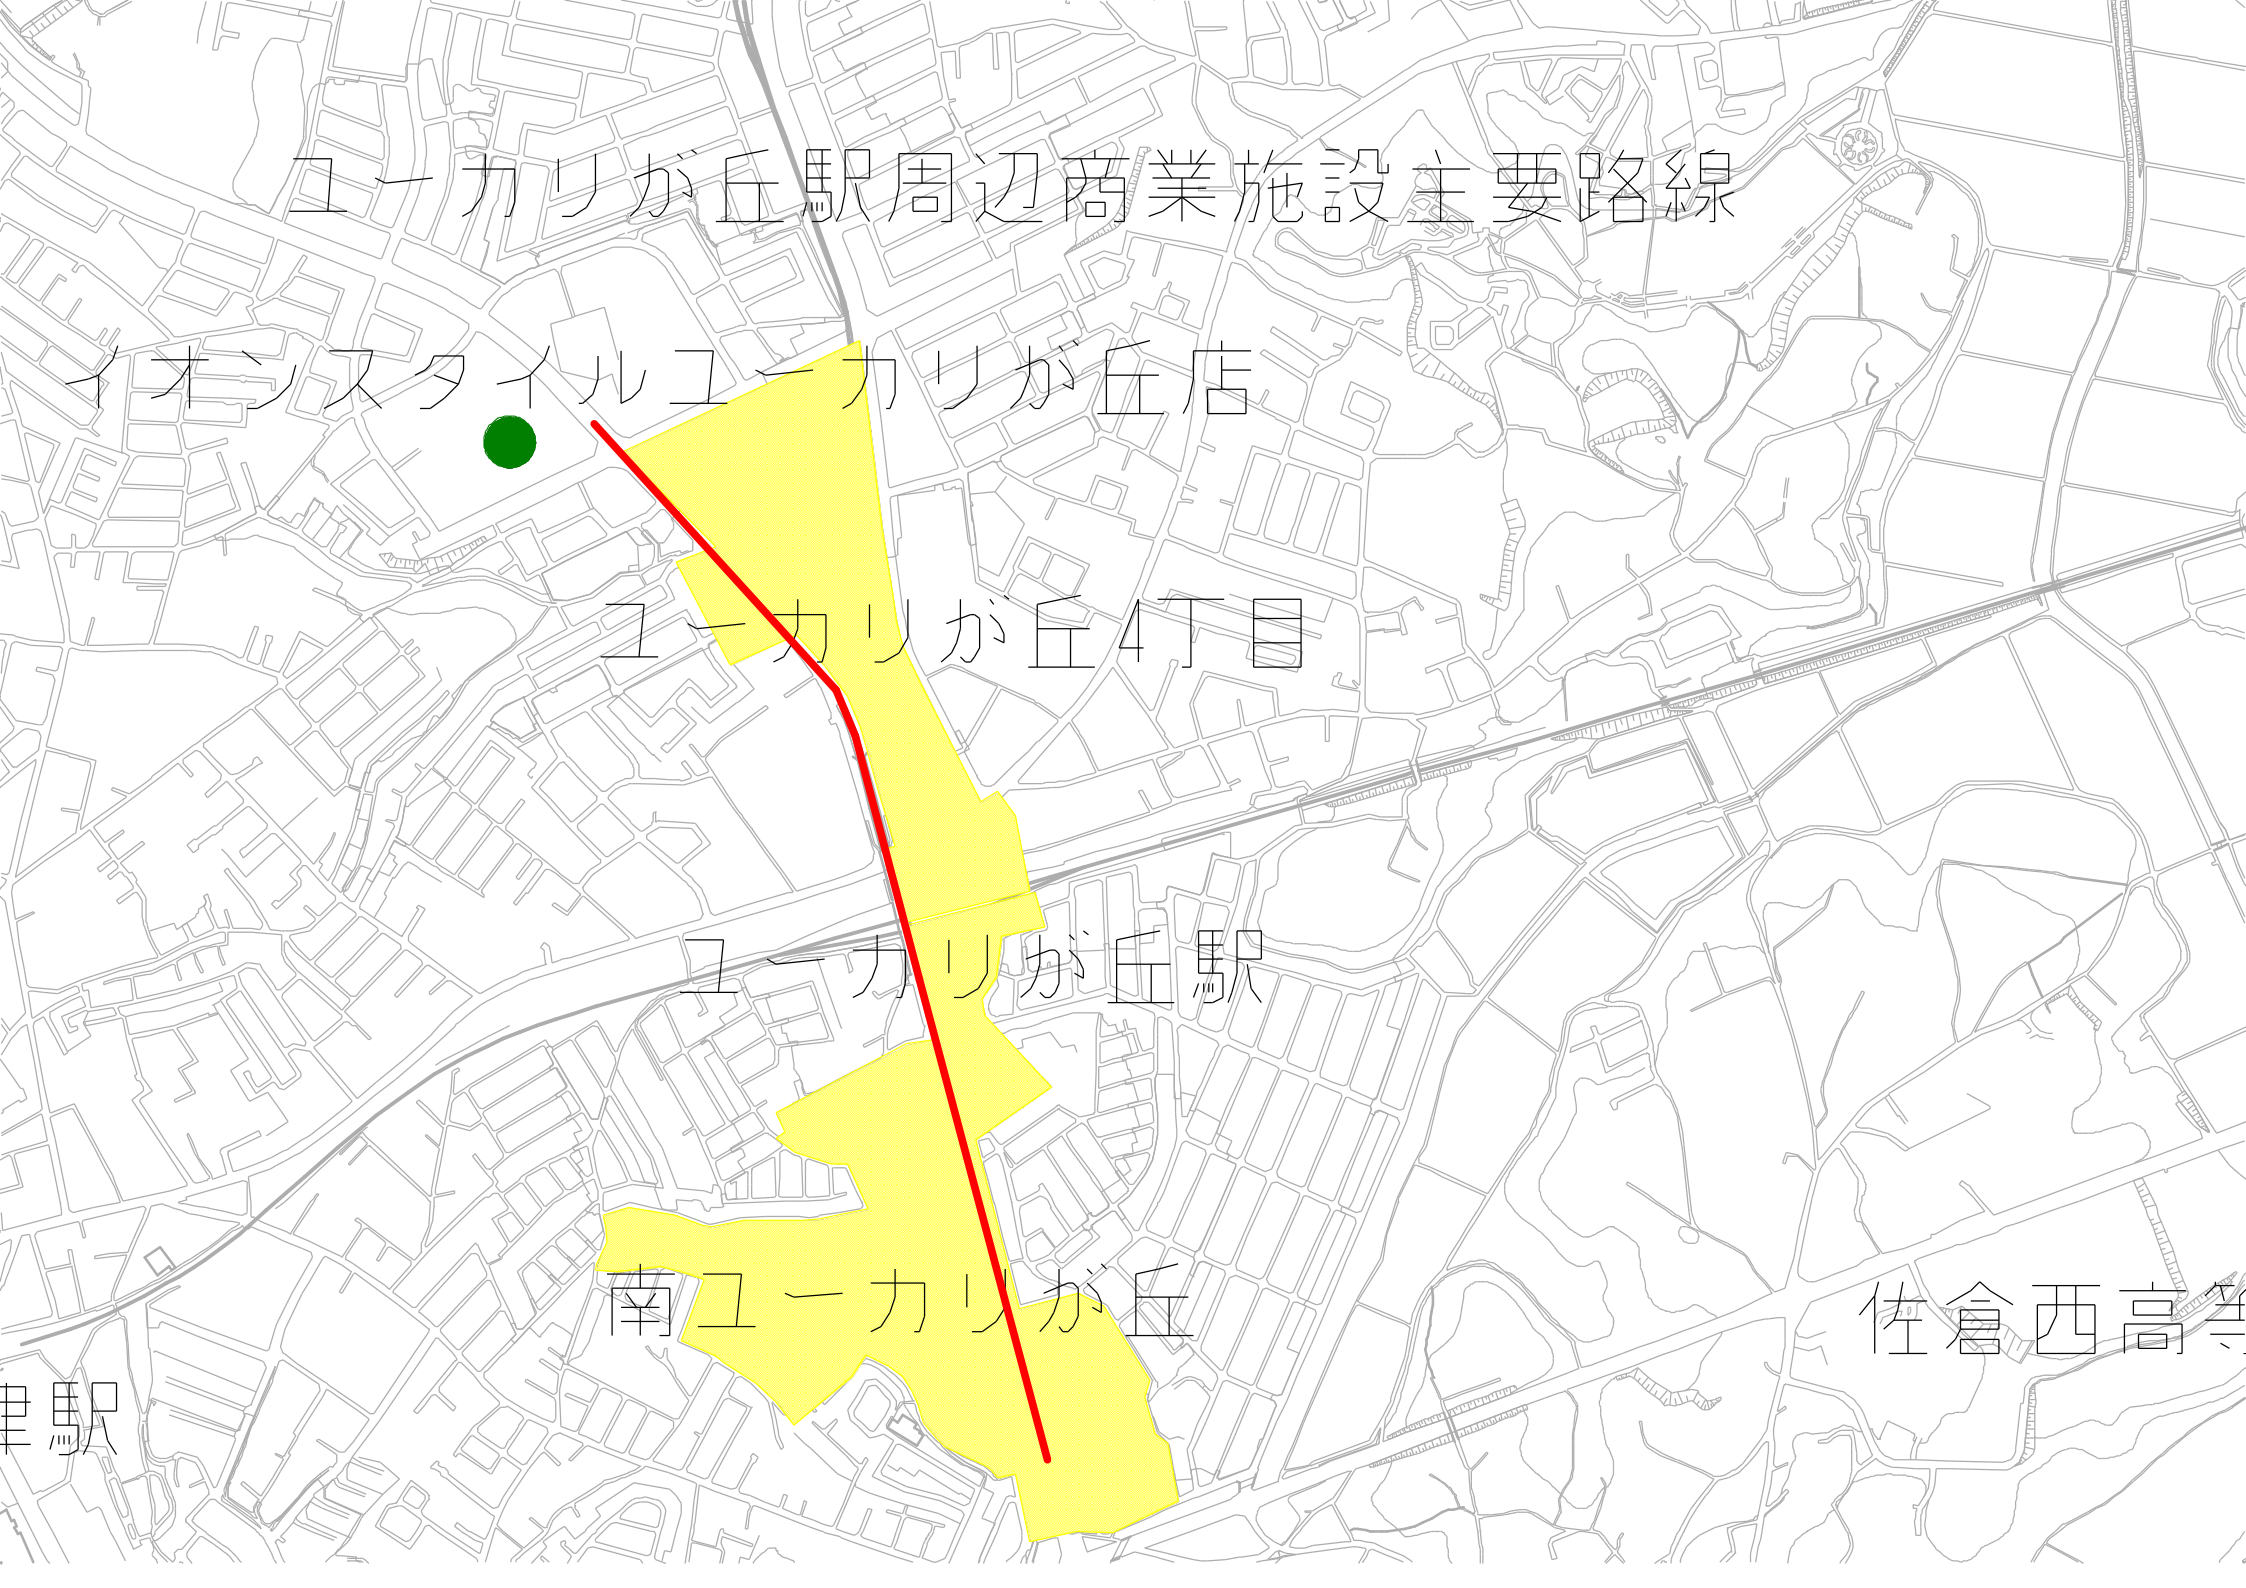 ユーカリが丘駅周辺商業施設主要路線
イオンスタイルユーカリが丘店
ユーカリが丘4丁目
ユーカリが丘駅
南ユーカリが丘
佐倉西高等
津駅